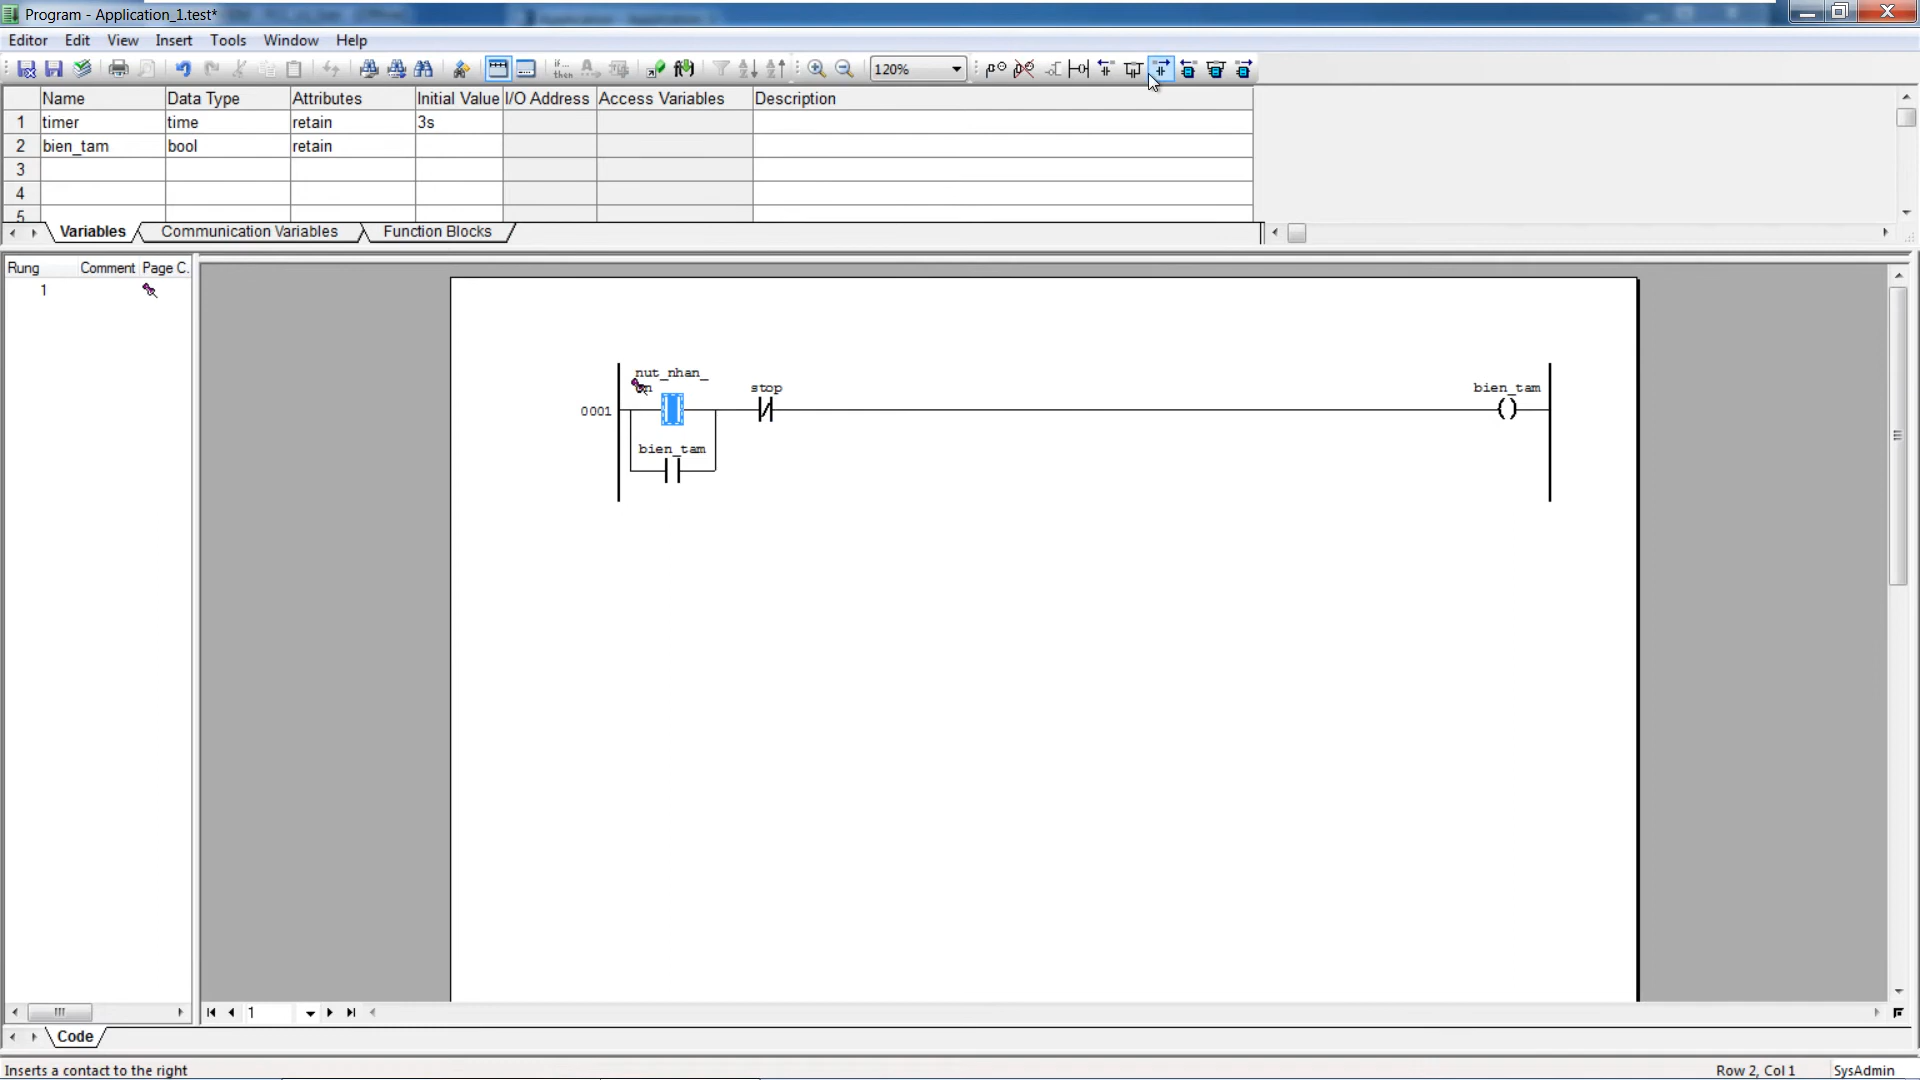 Program - Application_1.test*
Editor Edit View Insert Tools Window Help
if... then
120%
Name Data Type Attributes Initial Value I/O Address Access Variables Description
1 timer time retain 3s
2 bien_tam bool retain
3
4
5
Variables Communication Variables Function Blocks
Rung Comment Page C.
1
nut_nhan_
stop bien_tam
0001
bien_tam
1
Code
Inserts a contact to the right Row 2, Col 1 SysAdmin